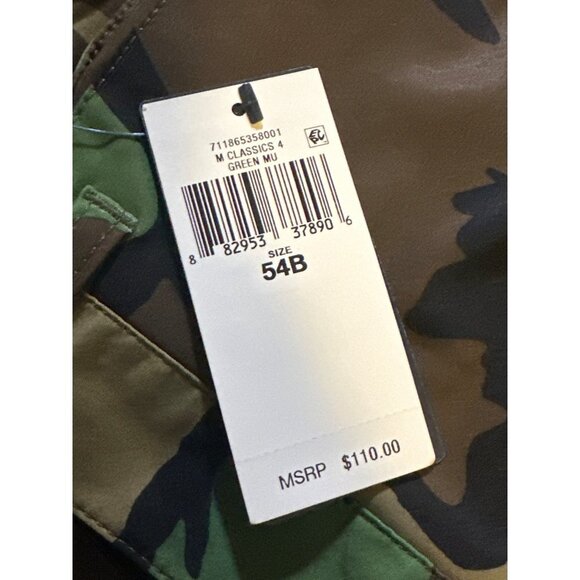 711865358001
M CLASSICS 4
GREEN MU
8 82953 37890 6
SIZE
54B
MSRP $110.00